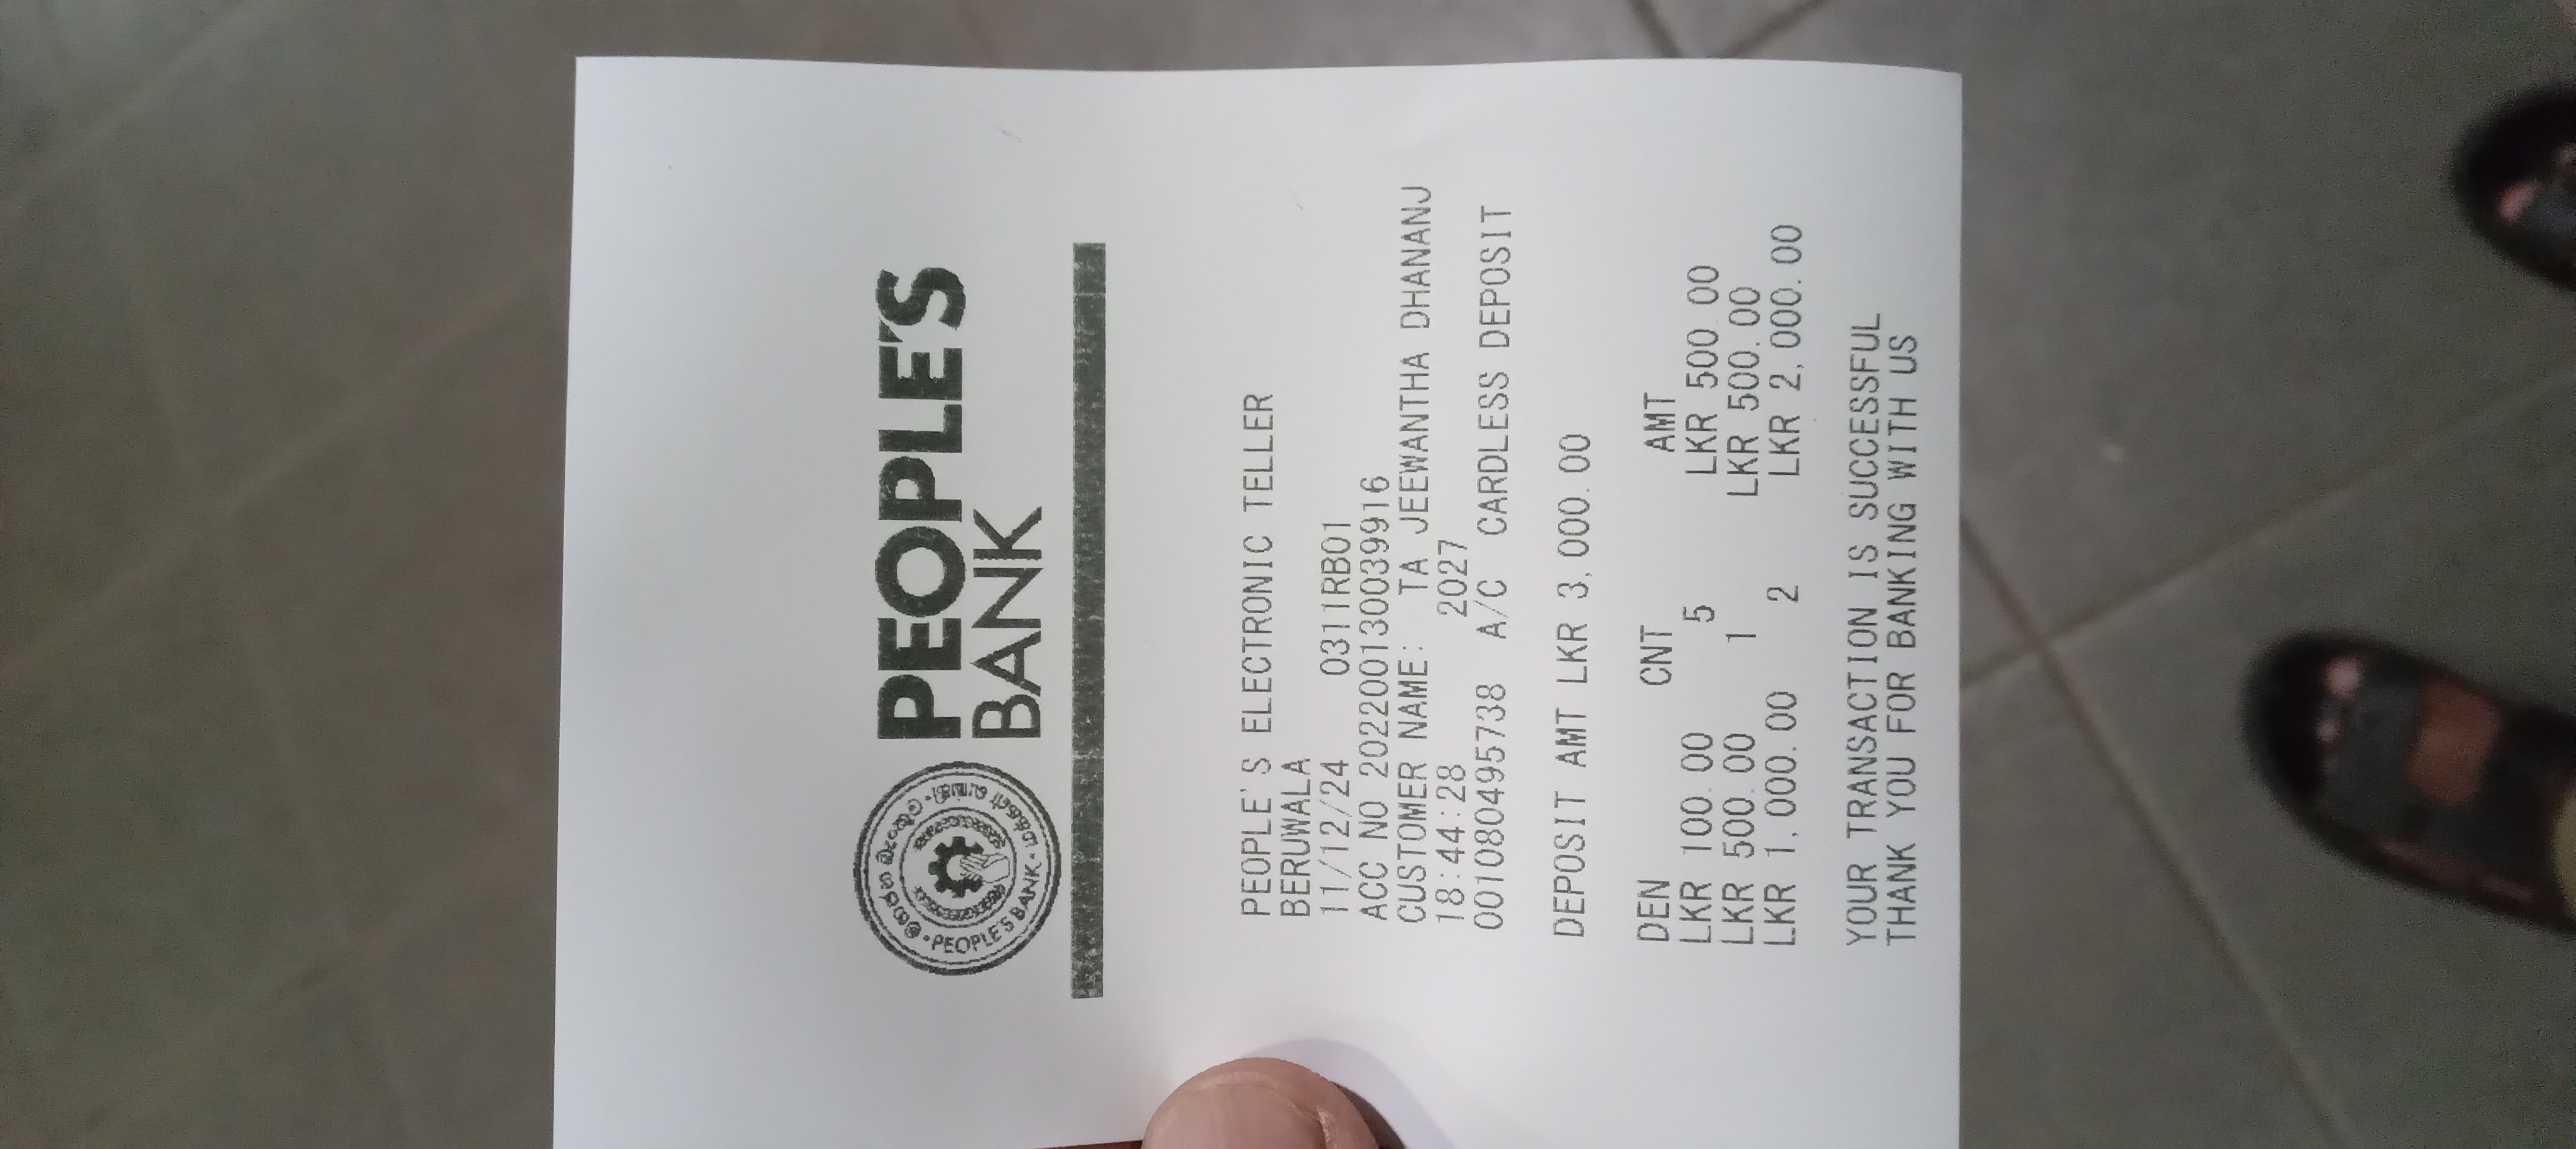 PEOPLE'S
BANK
PEOPLE'S BANK
PEOPLE'S ELECTRONIC TELLER
BERUWALA
11/12/24 0311RB01
ACC NO 202200130039916
CUSTOMER NAME: TA JEEWANTHA DHANANJ
18:44:28 2027
001080495738 A/C CARDLESS DEPOSIT
DEPOSIT AMT LKR 3,000.00
DEN CNT AMT
LKR 100.00 5 LKR 500.00
LKR 500.00 1 LKR 500.00
LKR 1,000.00 2 LKR 2,000.00
YOUR TRANSACTION IS SUCCESSFUL
THANK YOU FOR BANKING WITH US